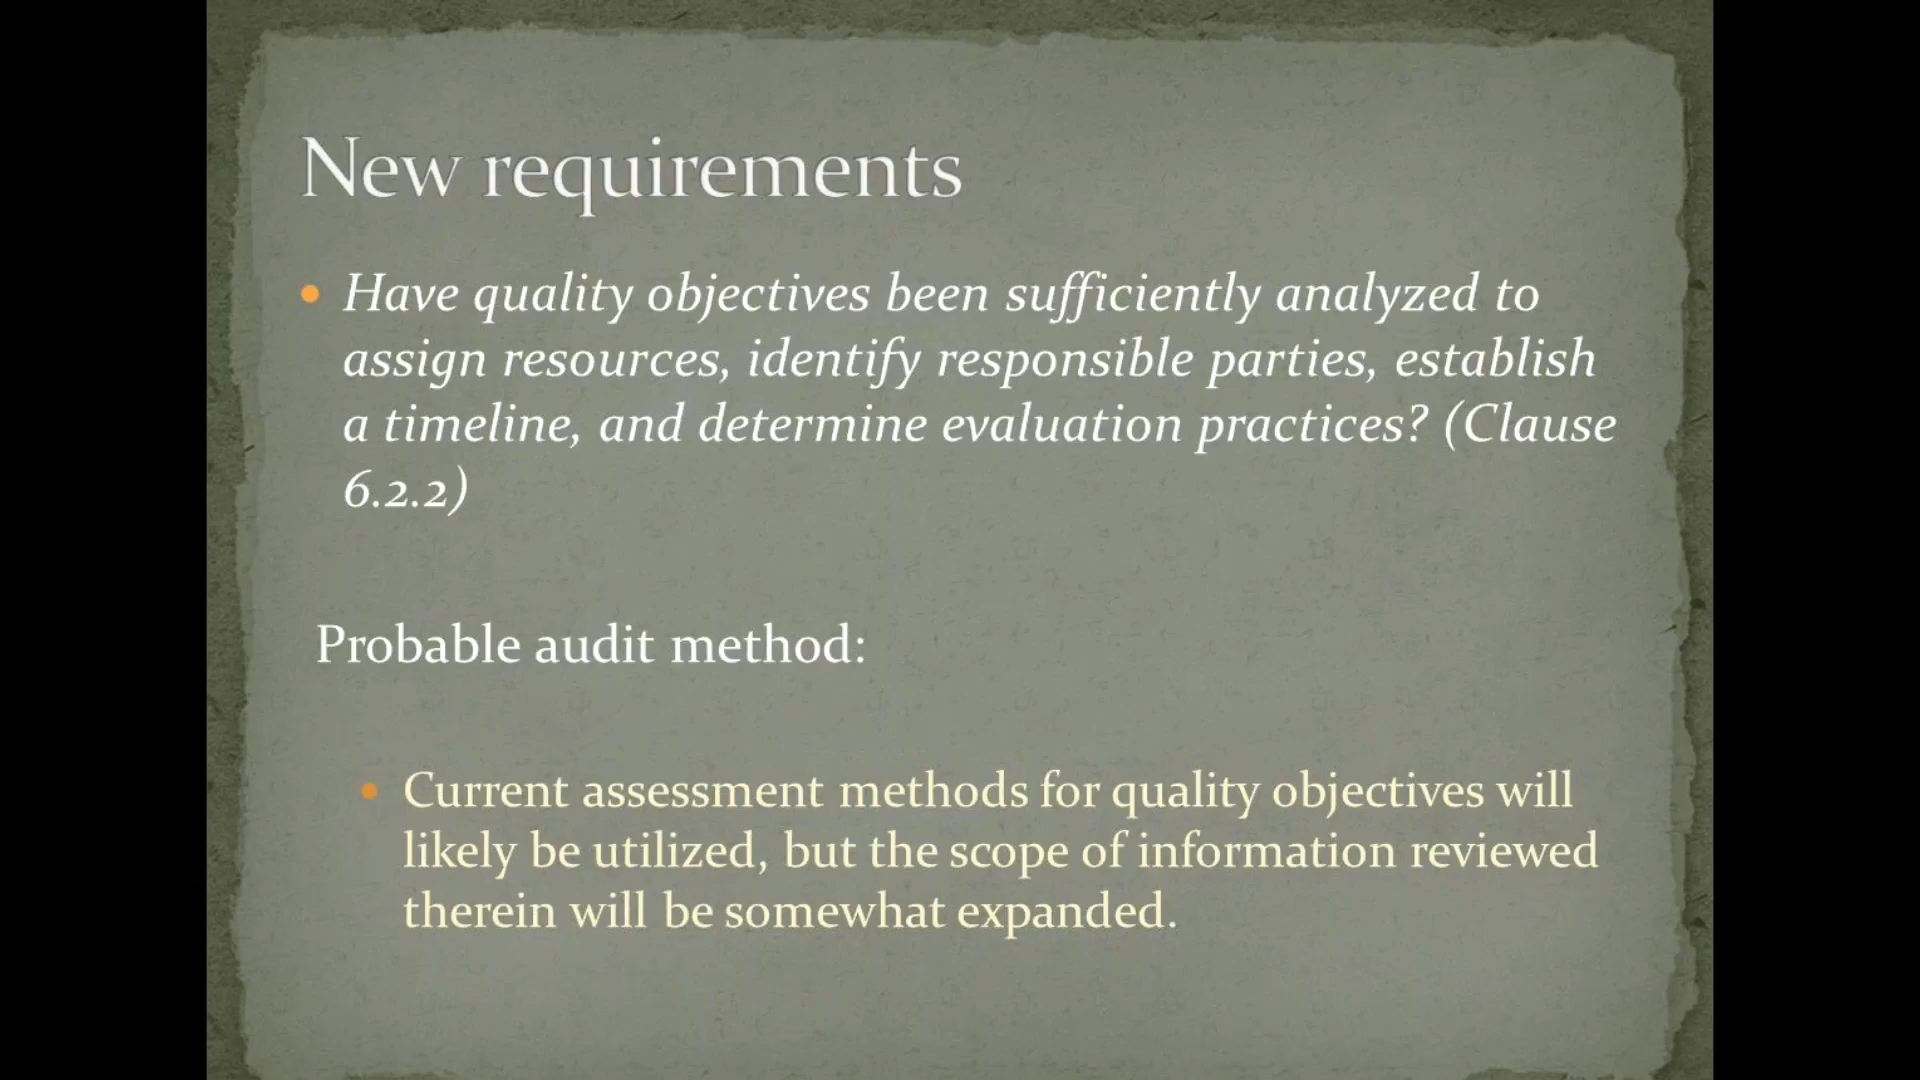 New requirements
• Have quality objectives been sufficiently analyzed to
assign resources, identify responsible parties, establish
a timeline, and determine evaluation practices? (Clause
6.2.2)
Probable audit method:
• Current assessment methods for quality objectives will
likely be utilized, but the scope of information reviewed
therein will be somewhat expanded.